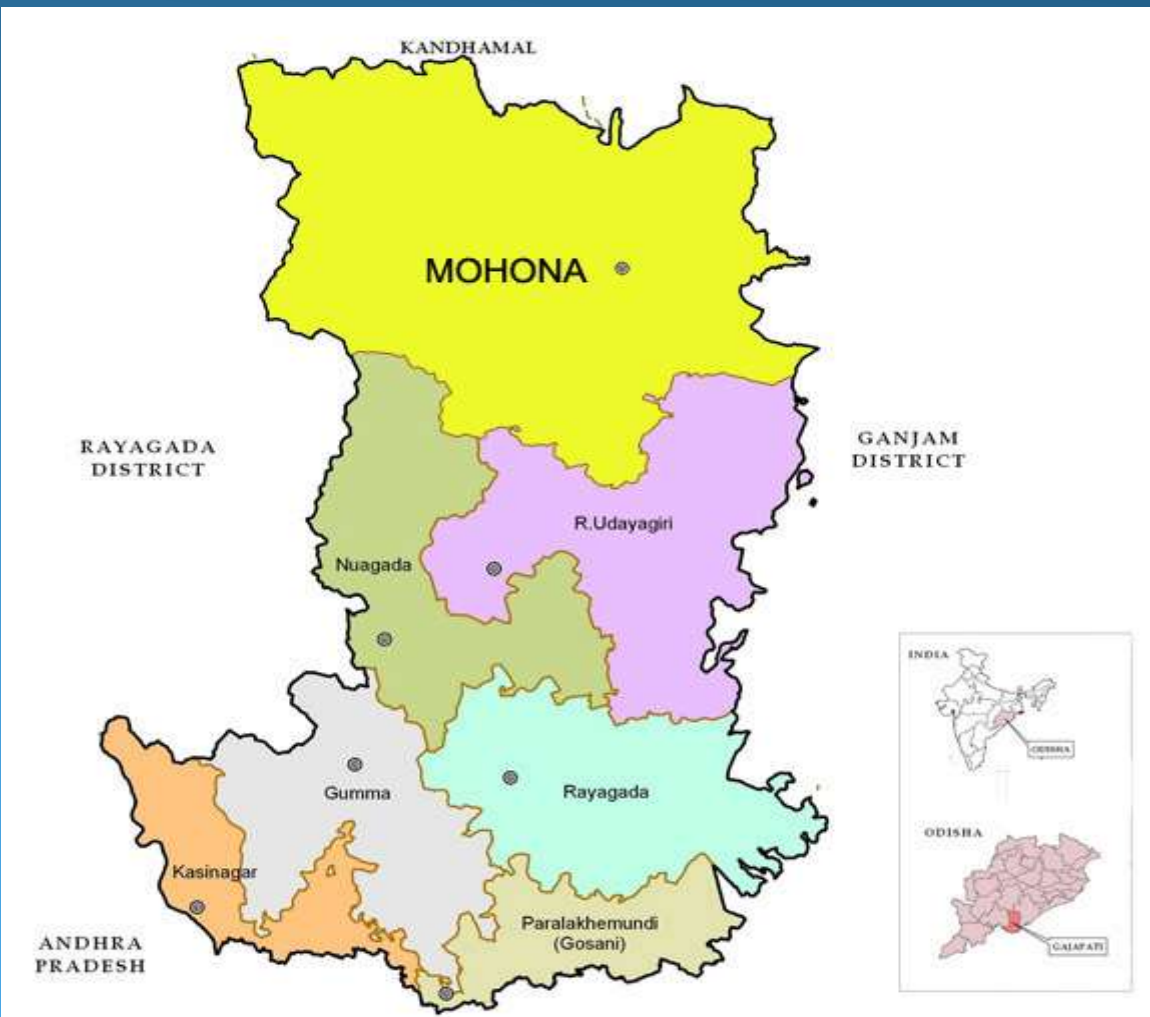 KANDHAMAL
MOHONA
RAYAGADA
DISTRICT
GANJAM
DISTRICT
R.Udayagiri
Nuagada
Gumma
Rayagada
Kasinagar
Paralakhemundi
(Gosani)
ANDHRA
PRADESH
INDIA
ODISHA
ODISHA
GAJAPATI